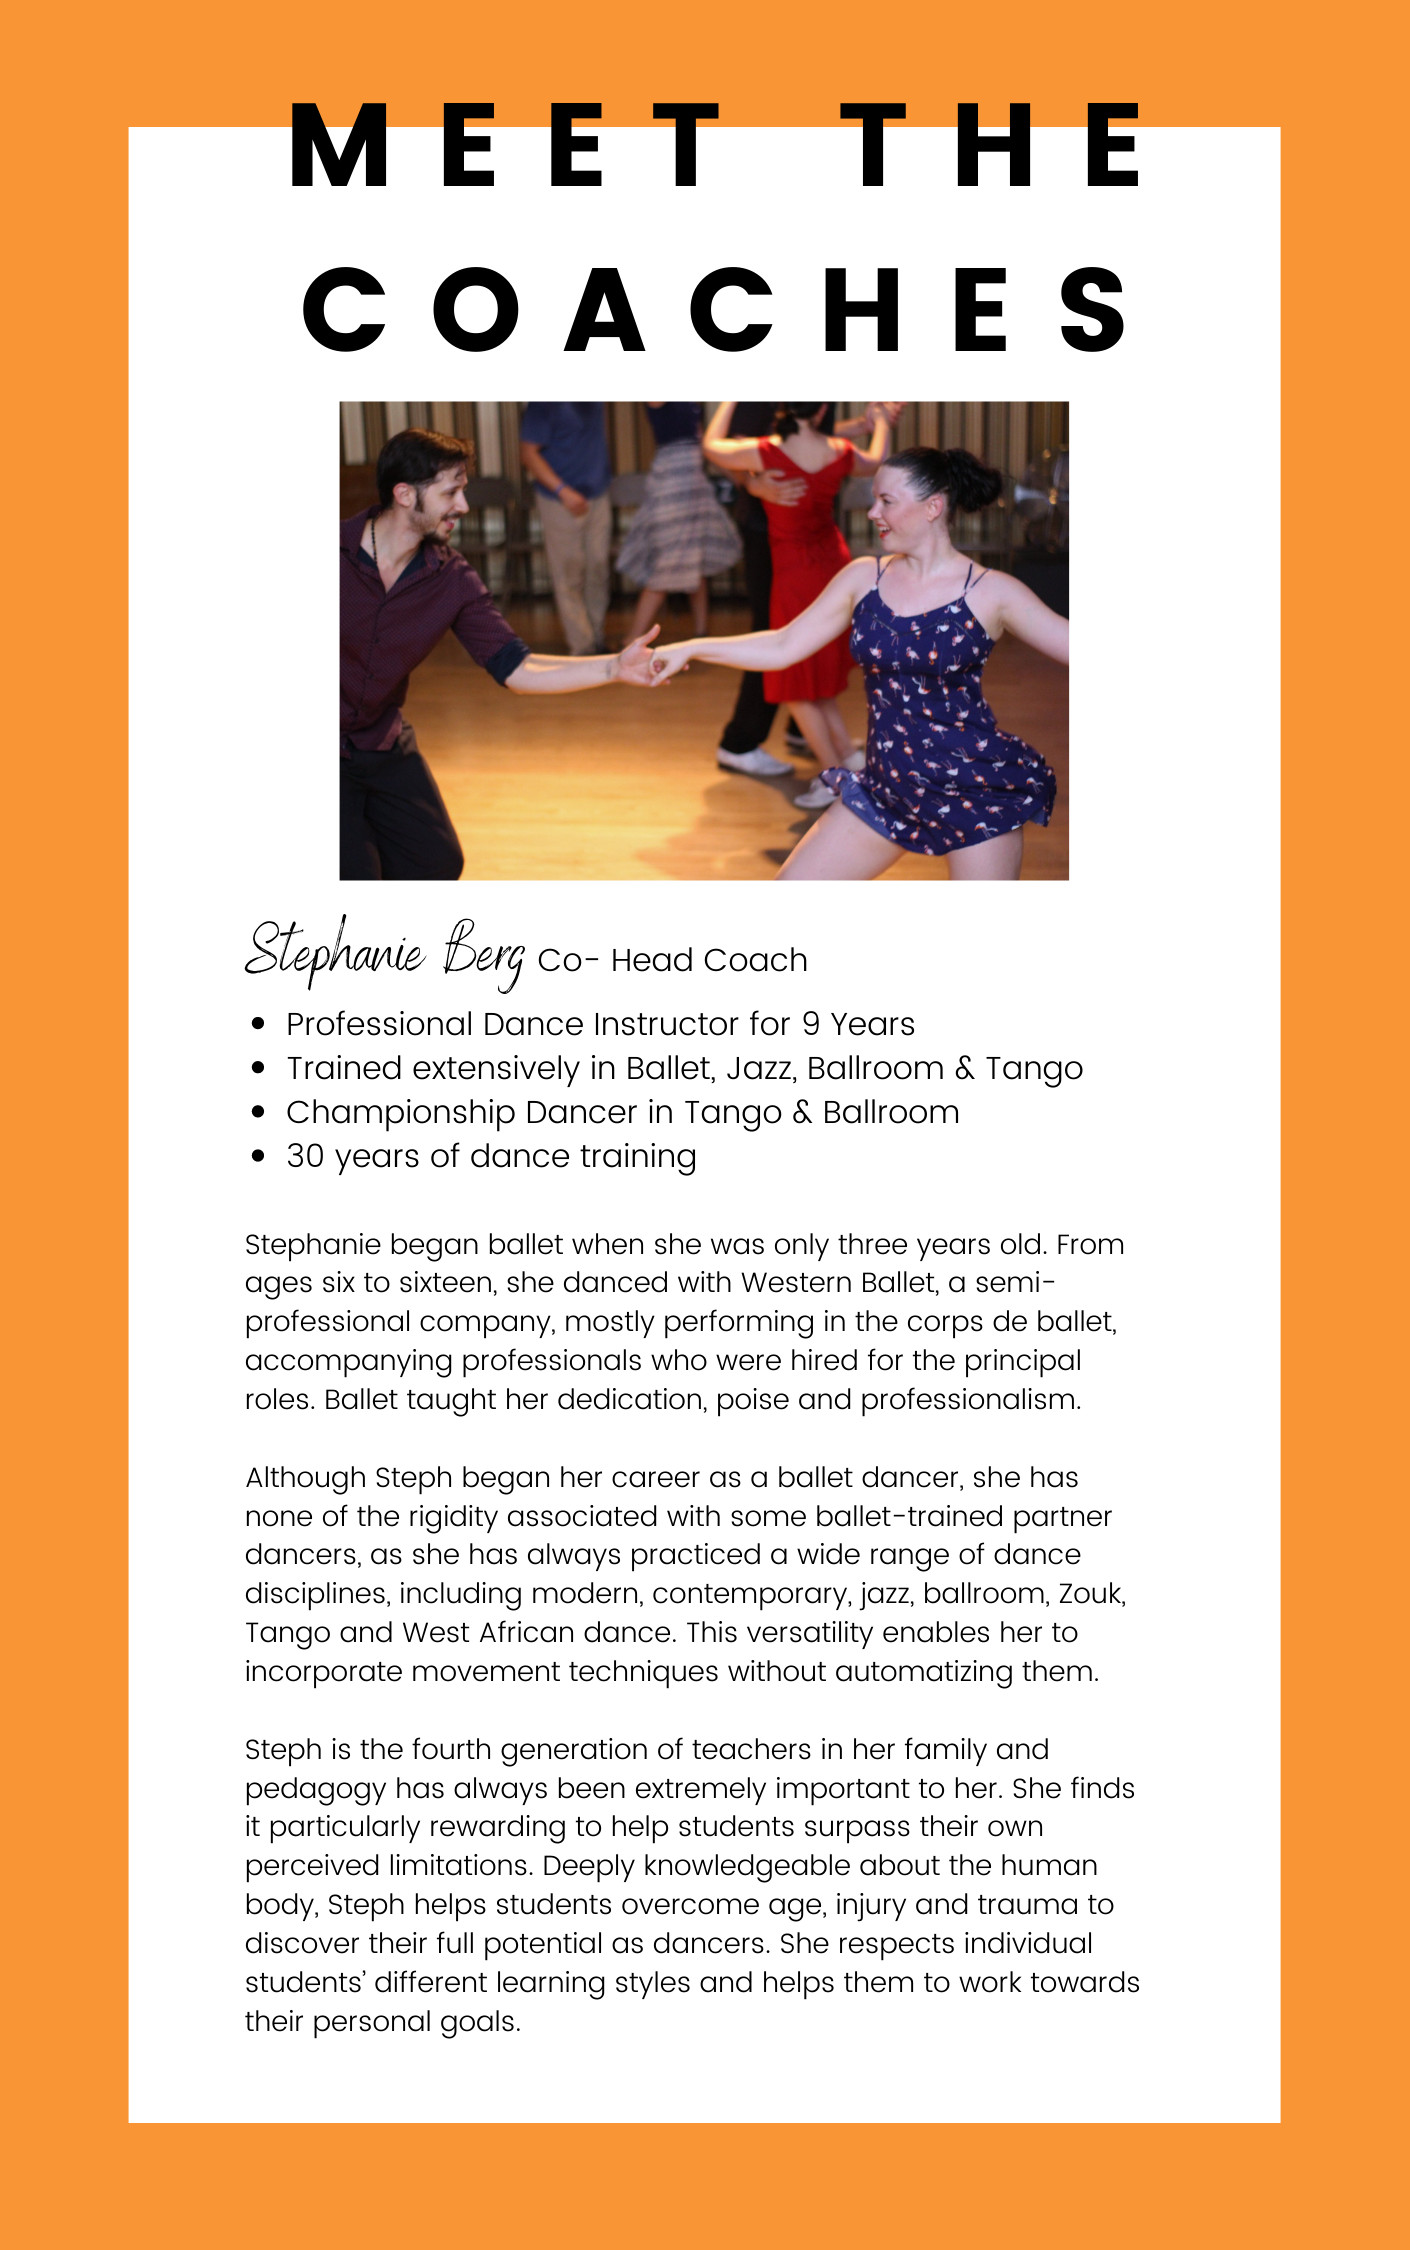 MEET THE
COACHES
Stephanie Berg Co- Head Coach
• Professional Dance Instructor for 9 Years
• Trained extensively in Ballet, Jazz, Ballroom & Tango
• Championship Dancer in Tango & Ballroom
• 30 years of dance training
Stephanie began ballet when she was only three years old. From
ages six to sixteen, she danced with Western Ballet, a semi-
professional company, mostly performing in the corps de ballet,
accompanying professionals who were hired for the principal
roles. Ballet taught her dedication, poise and professionalism.
Although Steph began her career as a ballet dancer, she has
none of the rigidity associated with some ballet-trained partner
dancers, as she has always practiced a wide range of dance
disciplines, including modern, contemporary, jazz, ballroom, Zouk,
Tango and West African dance. This versatility enables her to
incorporate movement techniques without automatizing them.
Steph is the fourth generation of teachers in her family and
pedagogy has always been extremely important to her. She finds
it particularly rewarding to help students surpass their own
perceived limitations. Deeply knowledgeable about the human
body, Steph helps students overcome age, injury and trauma to
discover their full potential as dancers. She respects individual
students’ different learning styles and helps them to work towards
their personal goals.